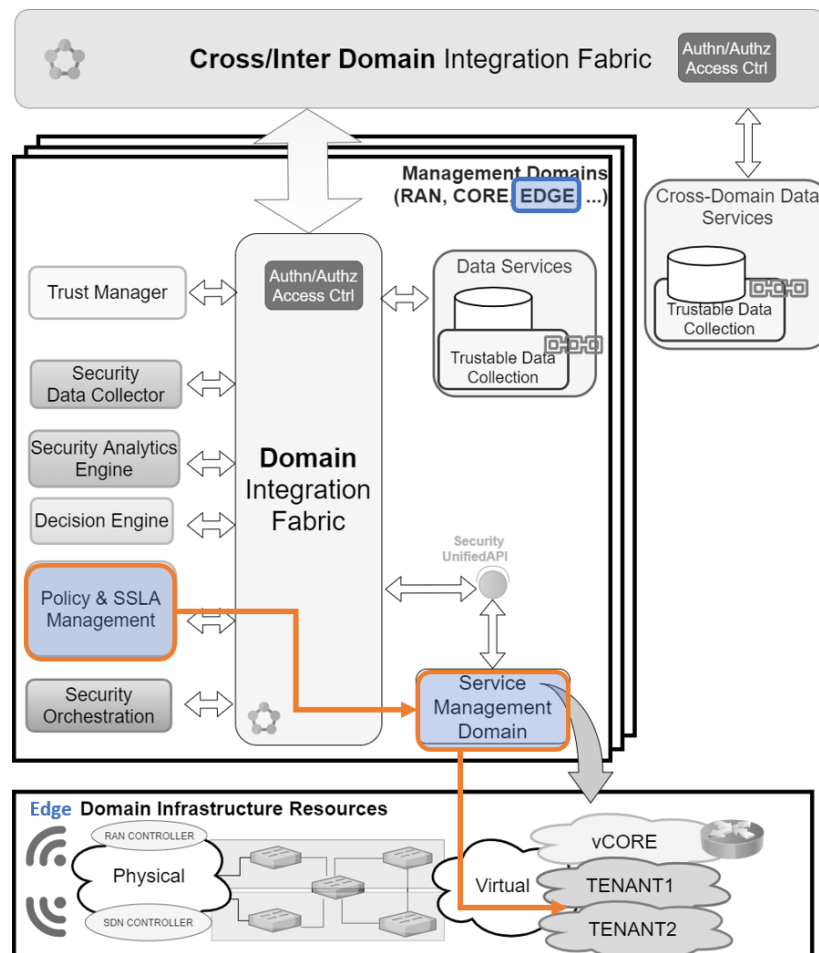 Cross/Inter Domain Integration Fabric
Authn/Authz
Access Ctrl
Management Domains
(RAN, CORE, EDGE, ...)
Cross-Domain Data
Services
Trustable Data
Collection
Trust Manager
Authn/Authz
Access Ctrl
Data Services
Trustable Data
Collection
Security
Data Collector
Security Analytics
Engine
Domain
Integration
Fabric
Decision Engine
Security
UnifiedAPI
Policy & SSLA
Management
Security
Orchestration
Service
Management
Domain
Edge Domain Infrastructure Resources
RAN CONTROLLER
Physical
SDN CONTROLLER
Virtual
vCORE
TENANT1
TENANT2